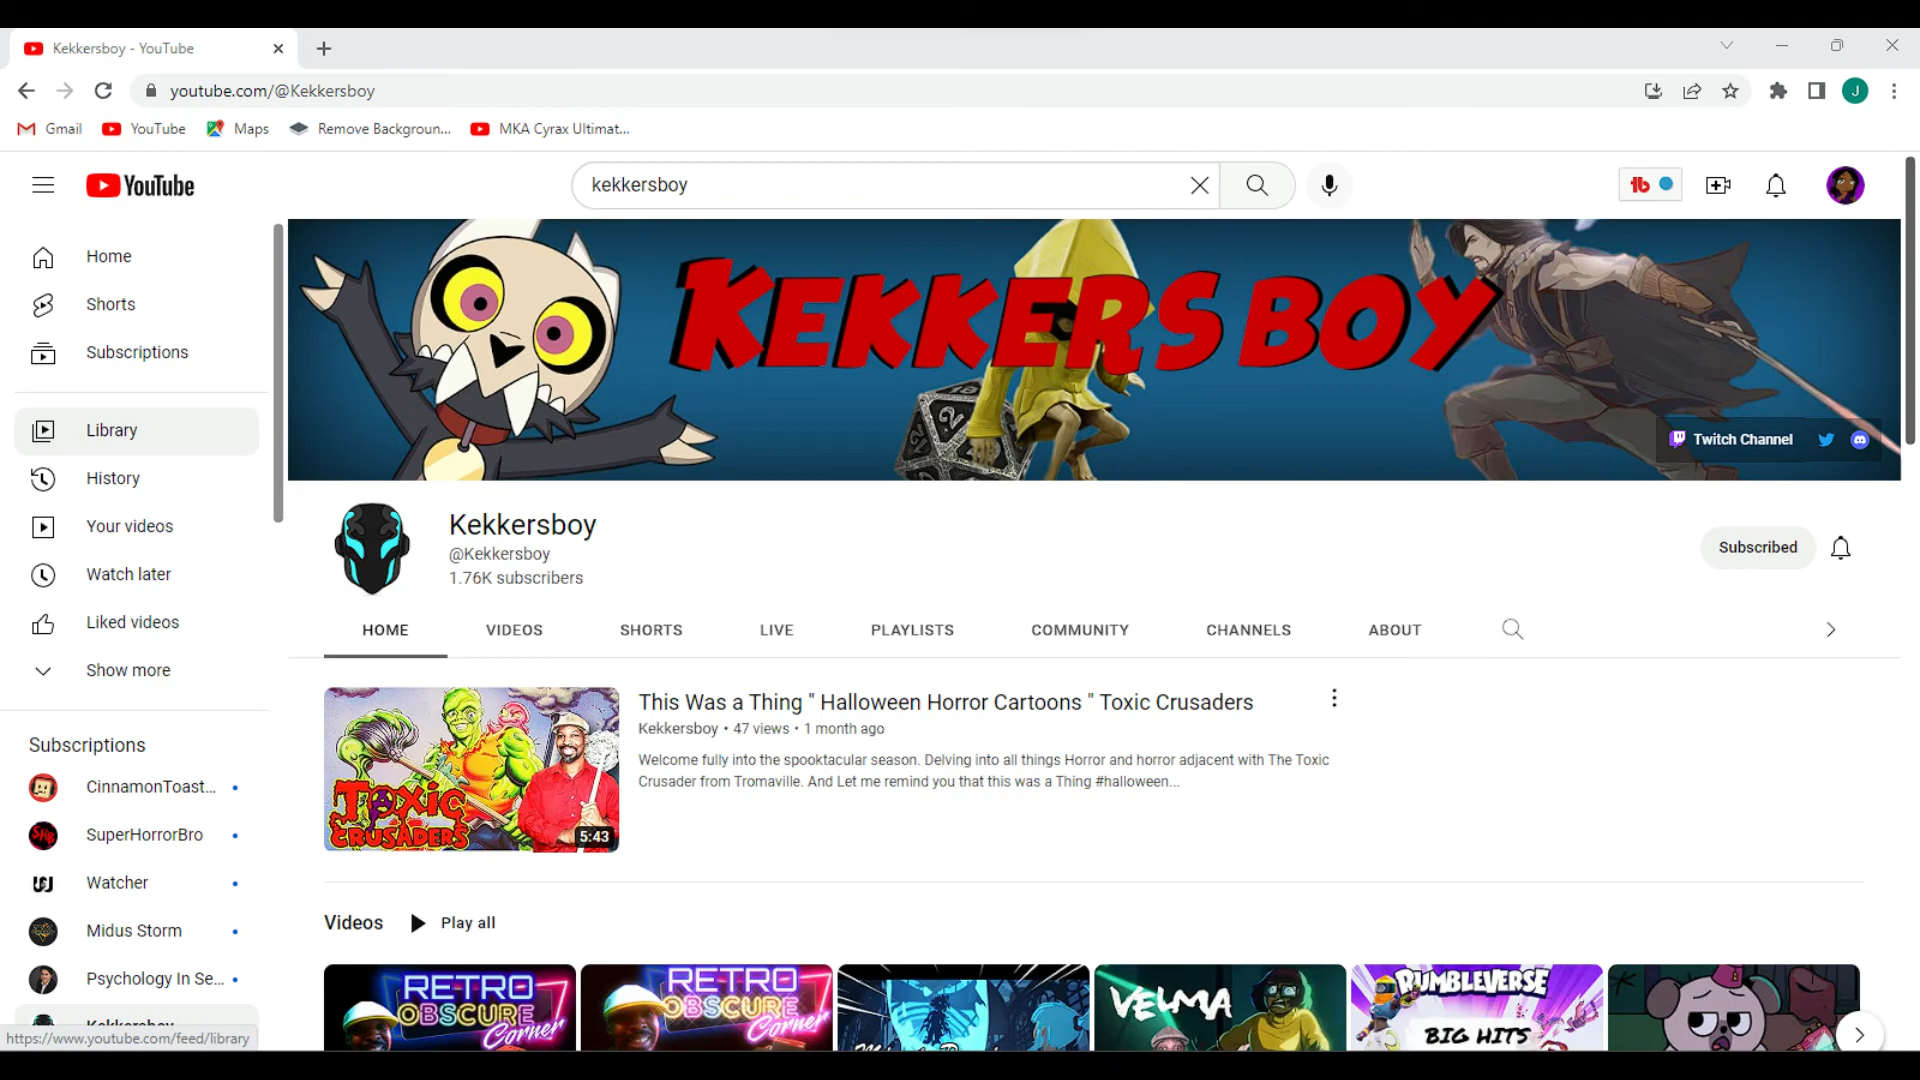 Kekkersboy - YouTube
youtube.com/@Kekkersboy
J
Gmail
YouTube
Maps
Remove Backgroun...
MKA Cyrax Ultimat...
YouTube
kekkersboy
tb
Home
Shorts
Subscriptions
Library
History
Your videos
Watch later
Liked videos
Show more
Subscriptions
CinnamonToast...
SuperHorrorBro
Watcher
Midus Storm
Psychology In Se...
Kekkersboy
https://www.youtube.com/feed/library
KEKKERS BOY
Twitch Channel
Kekkersboy
@Kekkersboy
1.76K subscribers
Subscribed
HOME
VIDEOS
SHORTS
LIVE
PLAYLISTS
COMMUNITY
CHANNELS
ABOUT
TOXIC
CRUSADERS
5:43
This Was a Thing " Halloween Horror Cartoons " Toxic Crusaders
Kekkersboy • 47 views • 1 month ago
Welcome fully into the spooktacular season. Delving into all things Horror and horror adjacent with The Toxic
Crusader from Tromaville. And Let me remind you that this was a Thing #halloween...
Videos
Play all
RETRO
OBSCURE
Corner
RETRO
OBSCURE
Corner
VELMA
RUMBLEVERSE
BIG HITS